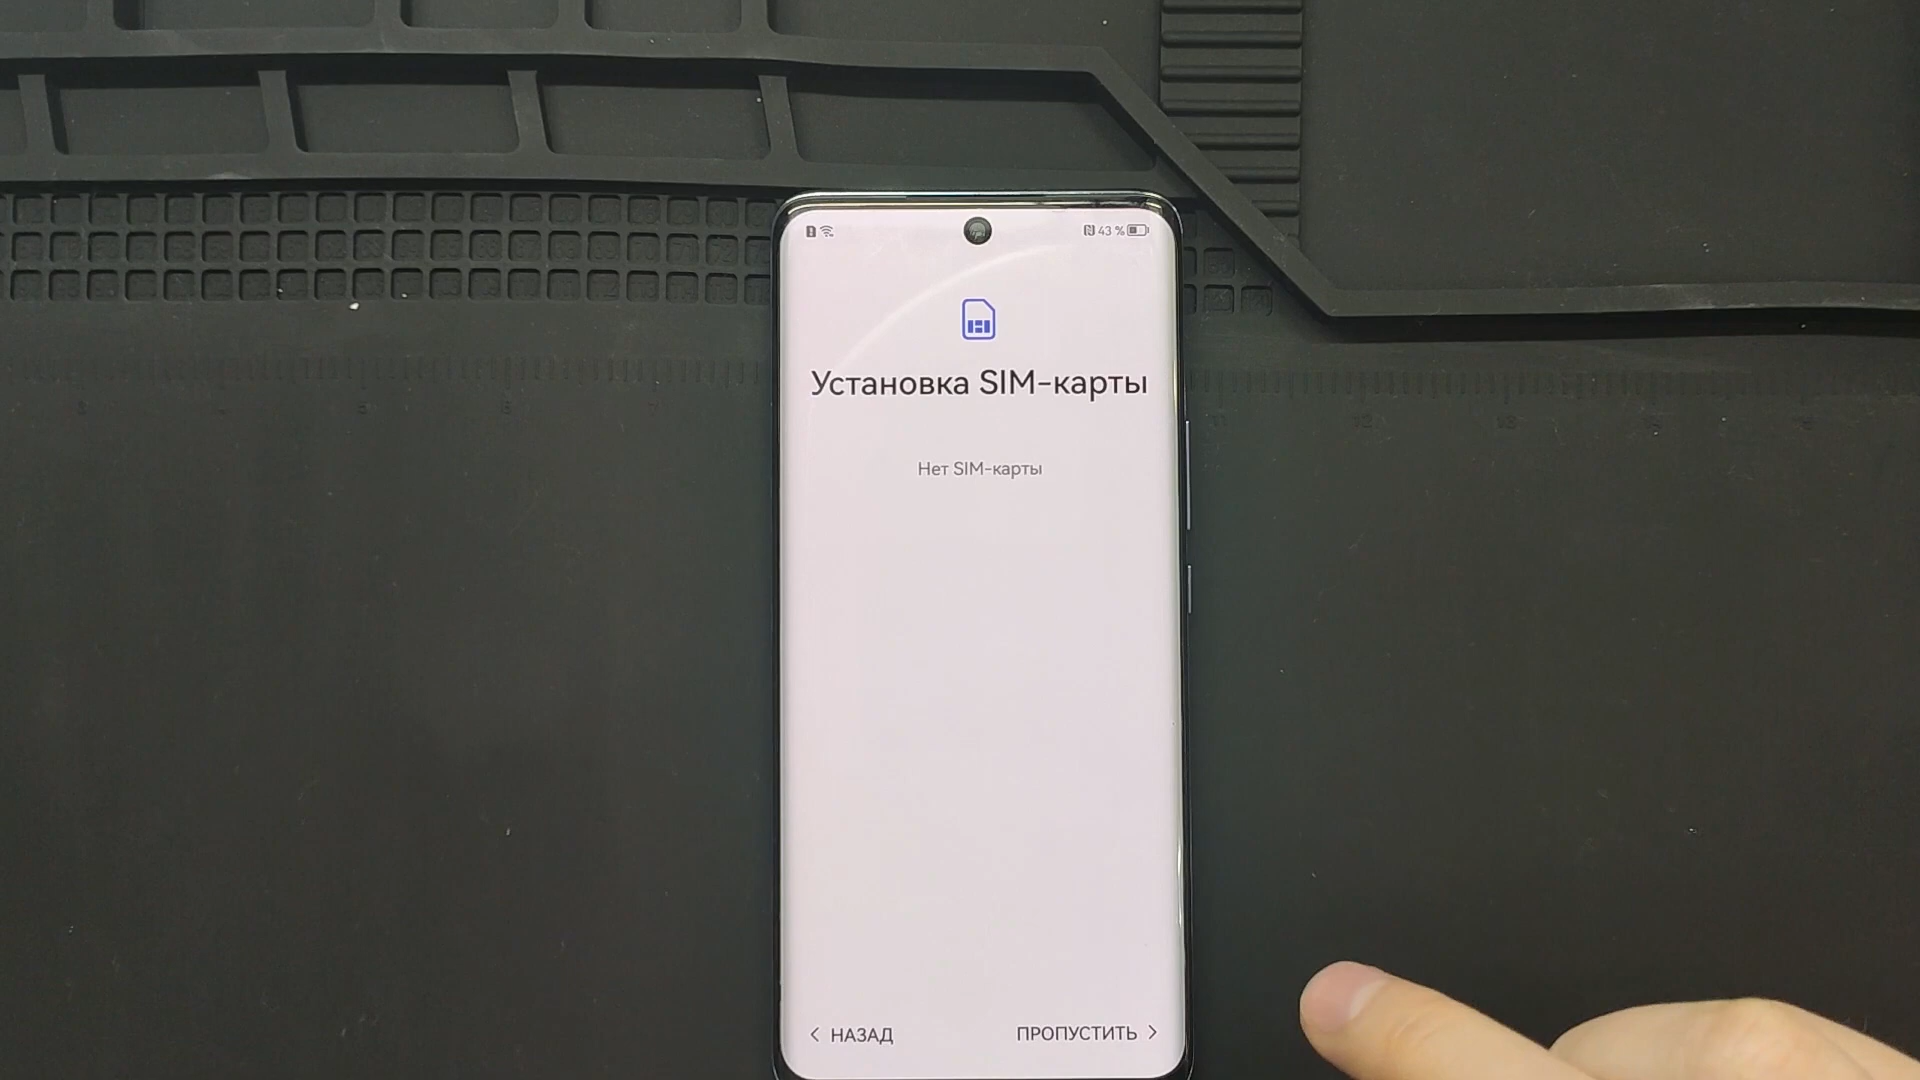 43 %
Установка SIM-карты
Нет SIM-карты
< НАЗАД
ПРОПУСТИТЬ >